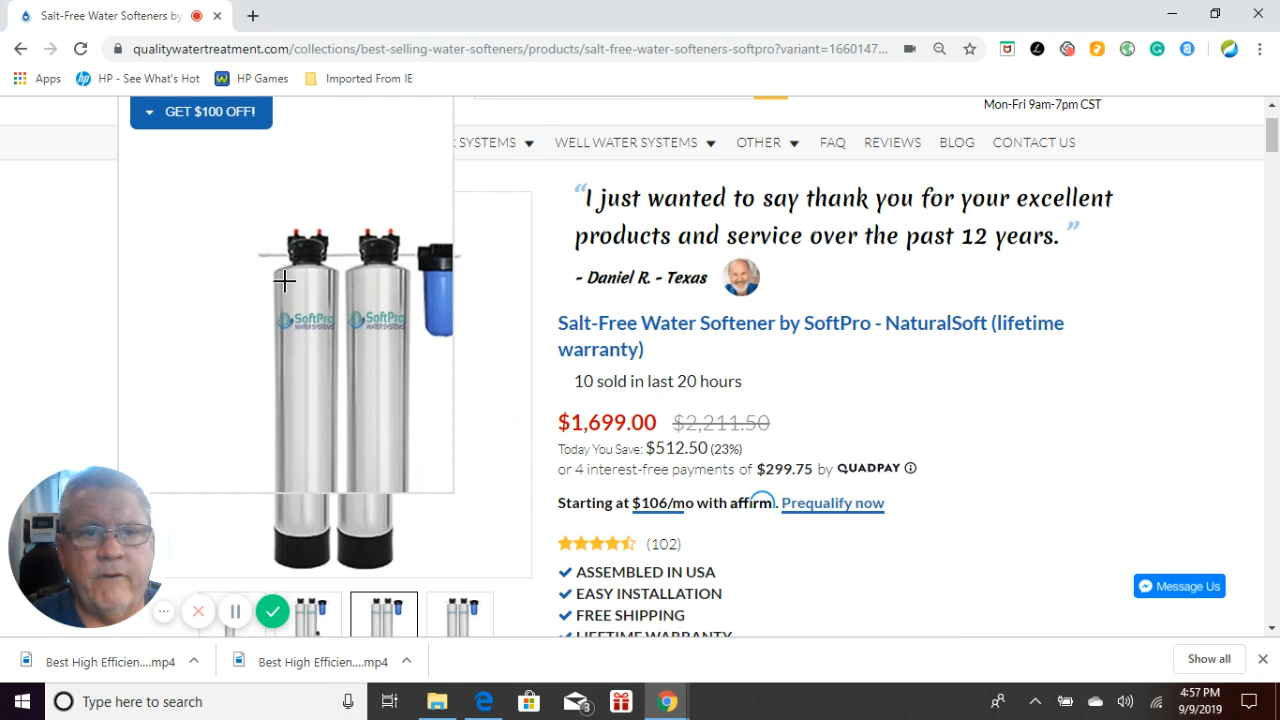 Salt-Free Water Softeners by
qualitywatertreatment.com/collections/best-selling-water-softeners/products/salt-free-water-softeners-softpro?variant=1660147...
Apps HP - See What's Hot HP Games Imported From IE
GET $100 OFF!
Mon-Fri 9am-7pm CST
SYSTEMS WELL WATER SYSTEMS OTHER FAQ REVIEWS BLOG CONTACT US
“I just wanted to say thank you for your excellent
products and service over the past 12 years. ”
- Daniel R. - Texas
SoftPro SoftPro
WATER SYSTEMS WATER SYSTEMS
Salt-Free Water Softener by SoftPro - NaturalSoft (lifetime
warranty)
10 sold in last 20 hours
$1,699.00 $2,211.50
Today You Save: $512.50 (23%)
or 4 interest-free payments of $299.75 by QUADPAY
Starting at $106/mo with affirm. Prequalify now
(102)
ASSEMBLED IN USA
EASY INSTALLATION
FREE SHIPPING
LIFETIME WARRANTY
Message Us
Best High Efficien....mp4 Best High Efficien....mp4 Show all
Type here to search 3 4:57 PM
9/9/2019